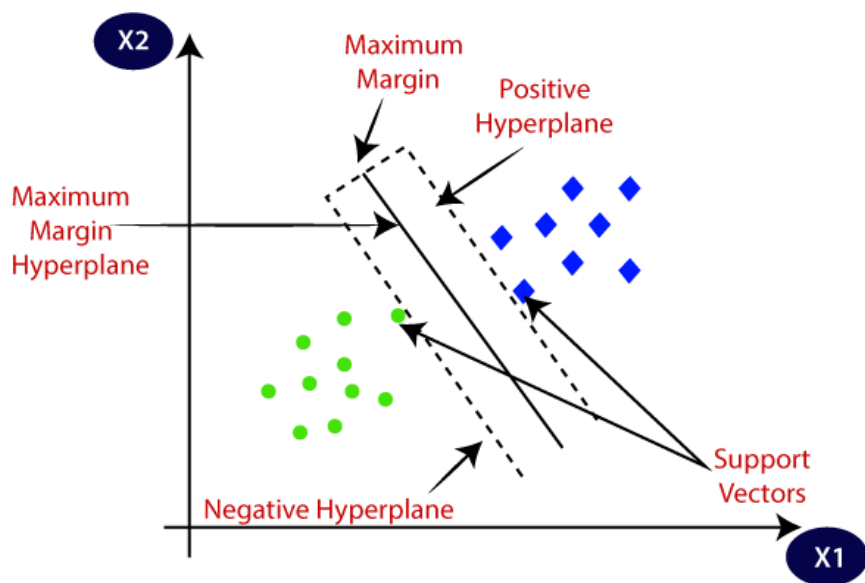 X2
Maximum
Margin
Positive
Hyperplane
Maximum
Margin
Hyperplane
Support
Vectors
Negative Hyperplane
X1